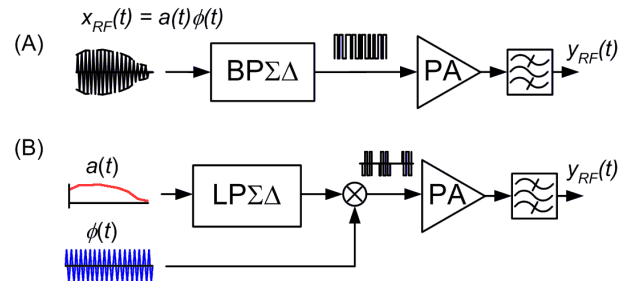 x_RF(t) = a(t)ϕ(t)
(A)
BPΣΔ
PA
y_RF(t)
(B)
a(t)
LPΣΔ
PA
y_RF(t)
ϕ(t)